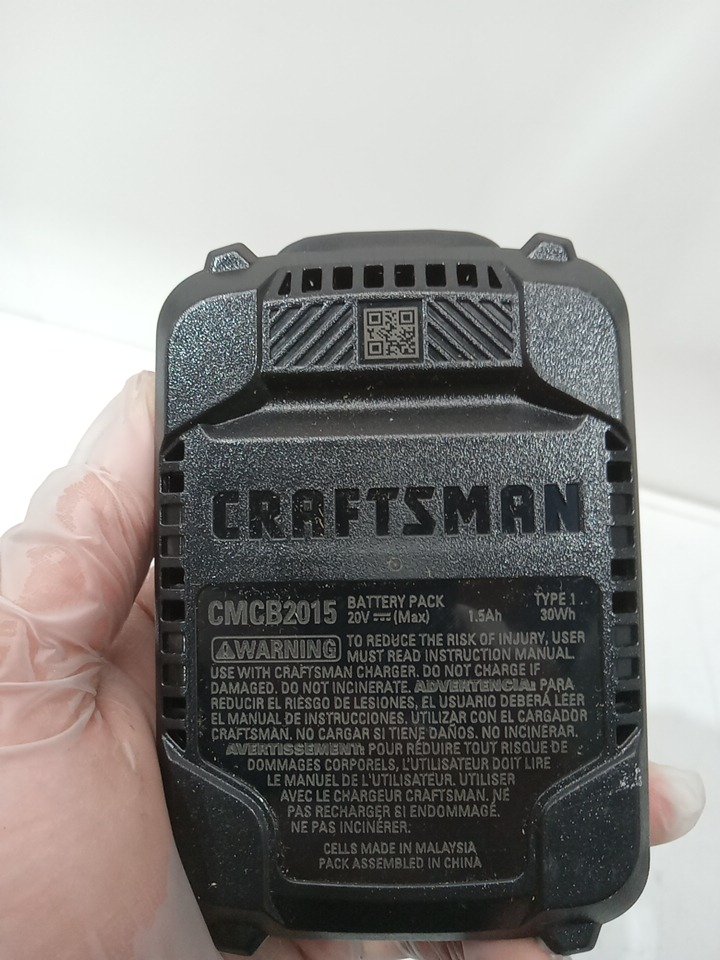 CRAFTSMAN
CMCB2015 BATTERY PACK TYPE 1
20V ⎓ (Max) 1.5Ah 30Wh
⚠WARNING TO REDUCE THE RISK OF INJURY, USER
MUST READ INSTRUCTION MANUAL.
USE WITH CRAFTSMAN CHARGER. DO NOT CHARGE IF
DAMAGED. DO NOT INCINERATE. ADVERTENCIA: PARA
REDUCIR EL RIESGO DE LESIONES, EL USUARIO DEBERÁ LEER
EL MANUAL DE INSTRUCCIONES. UTILIZAR CON EL CARGADOR
CRAFTSMAN. NO CARGAR SI TIENE DAÑOS. NO INCINERAR.
AVERTISSEMENT: POUR RÉDUIRE TOUT RISQUE DE
DOMMAGES CORPORELS, L'UTILISATEUR DOIT LIRE
LE MANUEL DE L'UTILISATEUR. UTILISER
AVEC LE CHARGEUR CRAFTSMAN. NE
PAS RECHARGER SI ENDOMMAGÉ.
NE PAS INCINÉRER.
CELLS MADE IN MALAYSIA
PACK ASSEMBLED IN CHINA